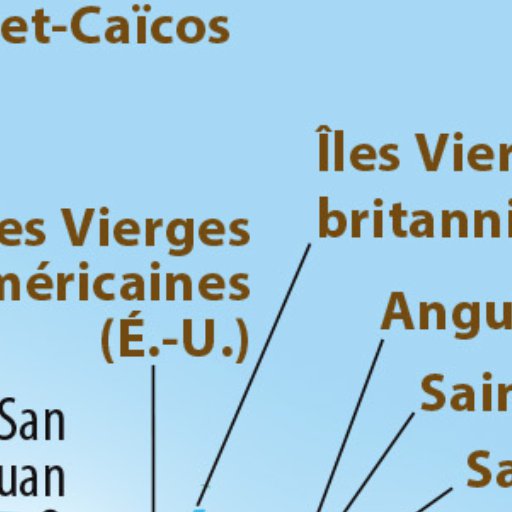 et-Caïcos
Îles Vier
britanni
es Vierges
méricaines
(É.-U.)
Angu
Sain
San
uan
Sa